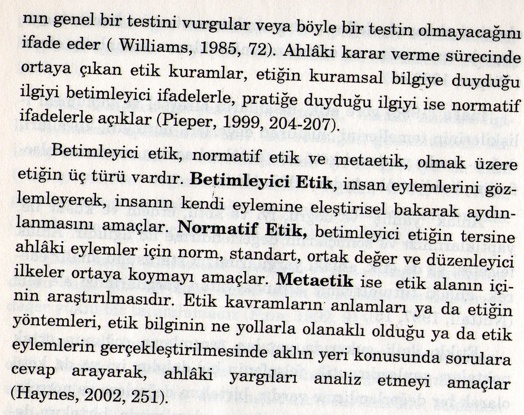 nın genel bir testini vurgular veya böyle bir testin olmayacağını
ifade eder ( Williams, 1985, 72). Ahlâki karar verme sürecinde
ortaya çıkan etik kuramlar, etiğin kuramsal bilgiye duyduğu
ilgiyi betimleyici ifadelerle, pratiğe duyduğu ilgiyi ise normatif
ifadelerle açıklar (Pieper, 1999, 204-207).
Betimleyici etik, normatif etik ve metaetik, olmak üzere
etiğin üç türü vardır. Betimleyici Etik, insan eylemlerini göz-
lemleyerek, insanın kendi eylemine eleştirisel bakarak aydın-
lanmasını amaçlar. Normatif Etik, betimleyici etiğin tersine
ahlâki eylemler için norm, standart, ortak değer ve düzenleyici
ilkeler ortaya koymayı amaçlar. Metaetik ise etik alanın içi-
nin araştırılmasıdır. Etik kavramların anlamları ya da etiğin
yöntemleri, etik bilginin ne yollarla olanaklı olduğu ya da etik
eylemlerin gerçekleştirilmesinde aklın yeri konusunda sorulara
cevap arayarak, ahlâki yargıları analiz etmeyi amaçlar
(Haynes, 2002, 251).